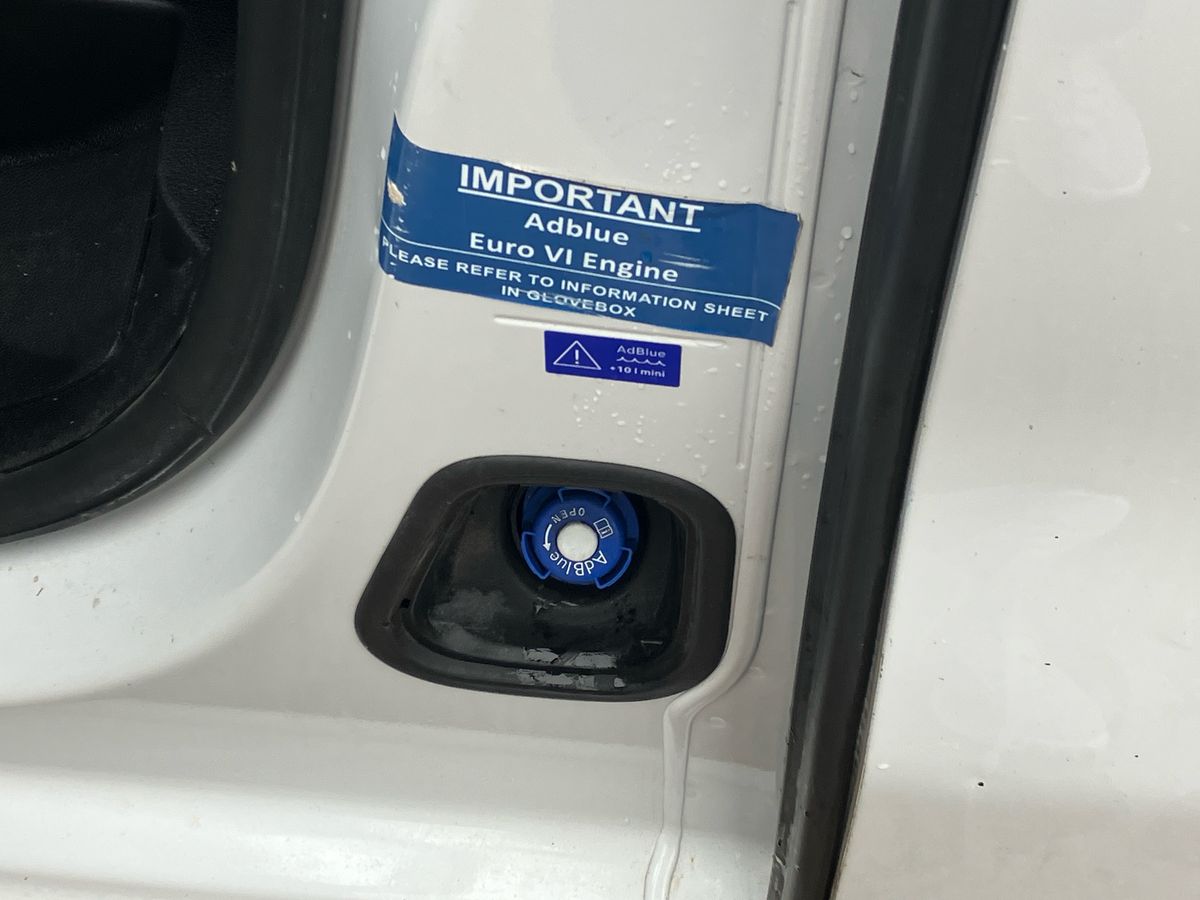 IMPORTANT
Adblue
Euro VI Engine
PLEASE REFER TO INFORMATION SHEET
IN GLOVEBOX
AdBlue
+10 l mini
OPEN
AdBlue